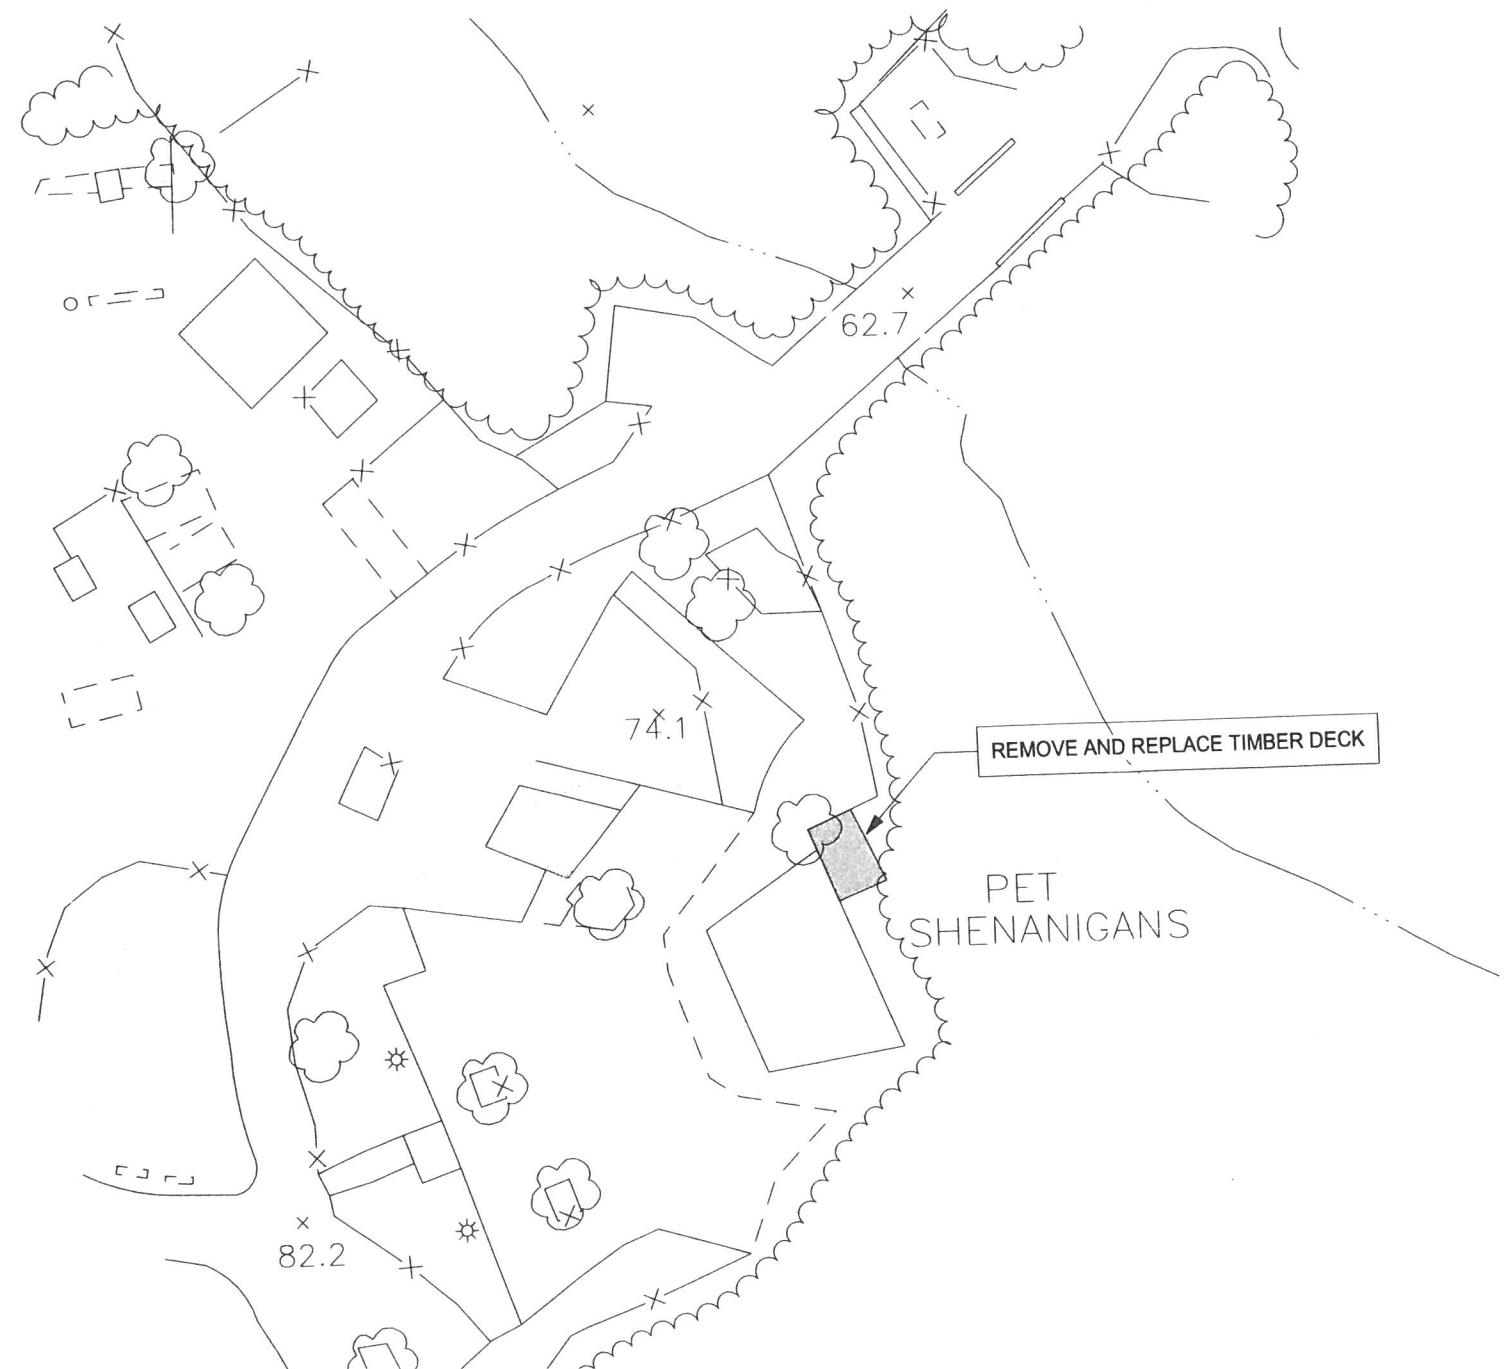 62.7
74.1
REMOVE AND REPLACE TIMBER DECK
PET
SHENANIGANS
82.2